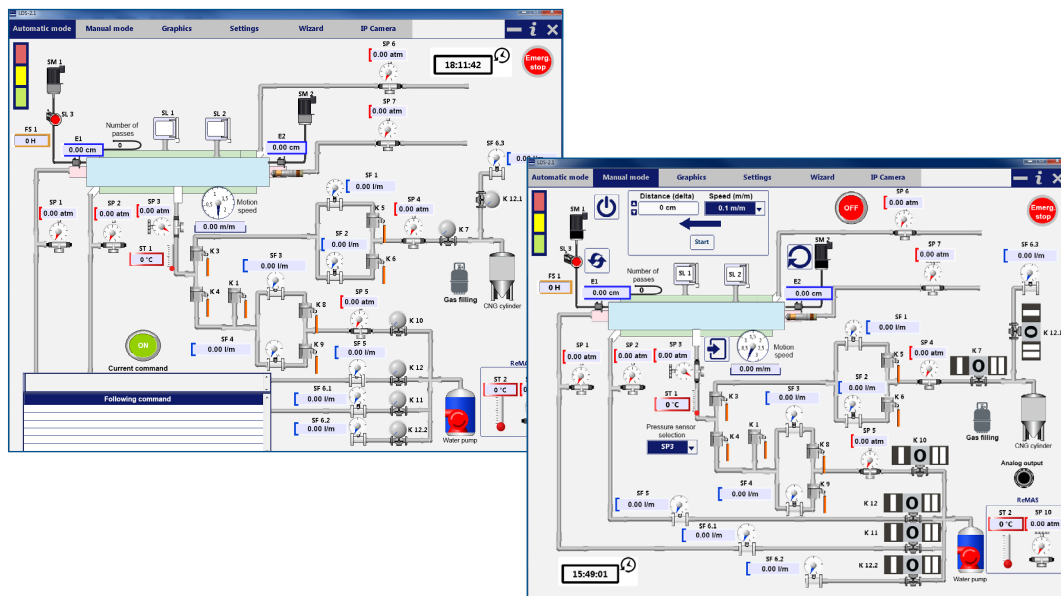 LDS-2.1
Automatic mode Manual mode Graphics Settings Wizard IP Camera
SP 6
0.00 atm
18:11:42
Emerg. stop
SM 1
SL 3
FS 1
0 H
Number of passes
0
SL 1
SL 2
SM 2
SP 7
0.00 atm
E1
0.00 cm
E2
0.00 cm
SF 6.3
SP 1
0.00 atm
SP 2
0.00 atm
SP 3
0.00 atm
Motion speed
0.00 m/m
SF 1
0.00 l/m
K 5
SP 4
0.00 atm
K 7
K 12.1
ST 1
0 °C
K 3
SF 2
0.00 l/m
K 6
SF 3
0.00 l/m
K 4
K 1
K 8
SP 5
0.00 atm
Gas filling
CNG cylinder
ON
SF 4
0.00 l/m
K 9
K 10
Current command
Following command
SF 5
0.00 l/m
K 12
SF 6.1
0.00 l/m
K 11
SF 6.2
0.00 l/m
K 12.2
Water pump
ReMA
ST 2
0 °C
LDS-2.1
Automatic mode Manual mode Graphics Settings Wizard IP Camera
Distance (delta) Speed (m/m)
0 cm 0.1 m/m
Start
OFF
SP 6
0.00 atm
Emerg. stop
SM 1
SL 3
FS 1
0 H
Number of passes
0
SL 1
SL 2
SM 2
SP 7
0.00 atm
SF 6.3
0.00 l/m
E1
0.00 cm
E2
0.00 cm
SP 1
0.00 atm
SP 2
0.00 atm
SP 3
0.00 atm
Motion speed
0.00 m/m
SF 1
0.00 l/m
K 5
SP 4
0.00 atm
K 7
K 12.1
ST 1
0 °C
K 3
SF 3
0.00 l/m
SF 2
0.00 l/m
K 6
Pressure sensor selection
SP3
K 4
K 1
K 8
SP 5
0.00 atm
K 10
Gas filling
CNG cylinder
SF 4
0.00 l/m
K 9
Analog output
SF 5
0.00 l/m
K 12
ReMAS
SF 6.1
0.00 l/m
K 11
ST 2
0 °C
SP 10
0.00 atm
SF 6.2
0.00 l/m
K 12.2
Water pump
15:49:01